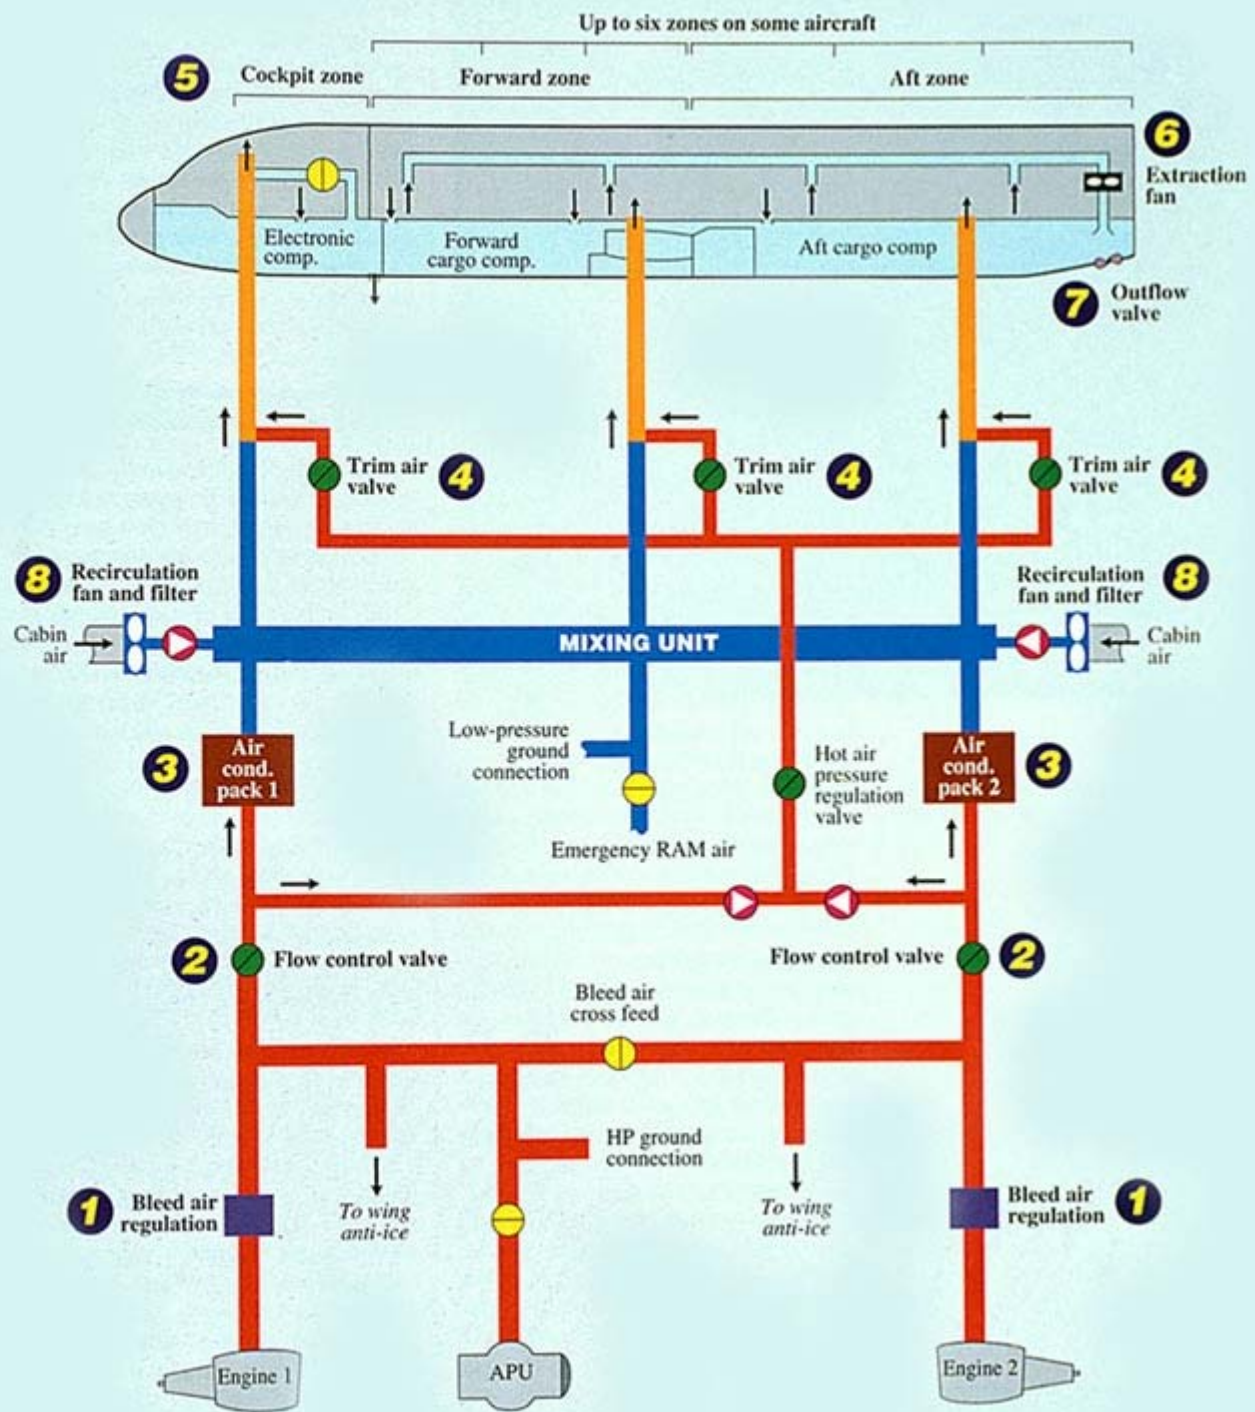 Up to six zones on some aircraft
5
Cockpit zone
Forward zone
Aft zone
6
Extraction
fan
Electronic
comp.
Forward
cargo comp.
Aft cargo comp
7
Outflow
valve
Trim air
valve
4
Trim air
valve
4
Trim air
valve
4
8
Recirculation
fan and filter
Recirculation
fan and filter
8
Cabin
air
MIXING UNIT
Cabin
air
3
Air
cond.
pack 1
Low-pressure
ground
connection
Hot air
pressure
regulation
valve
Air
cond.
pack 2
3
Emergency RAM air
2
Flow control valve
Flow control valve
2
Bleed air
cross feed
HP ground
connection
1
Bleed air
regulation
To wing
anti-ice
To wing
anti-ice
Bleed air
regulation
1
Engine 1
APU
Engine 2